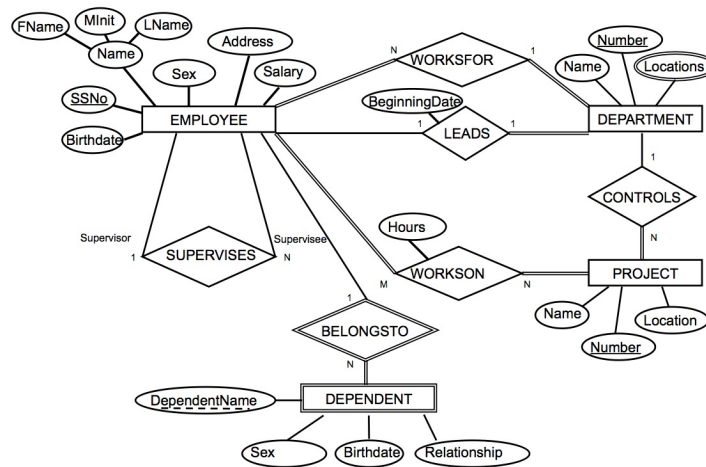 FName
MInit
LName
Name
Address
Sex
Salary
SSNo
Birthdate
EMPLOYEE
N
WORKSFOR
1
Number
Name
Locations
DEPARTMENT
BeginningDate
1
LEADS
1
1
CONTROLS
N
Supervisor
1
SUPERVISES
Supervisee
N
Hours
M
WORKSON
N
PROJECT
Name
Number
Location
1
BELONGSTO
N
DependentName
DEPENDENT
Sex
Birthdate
Relationship